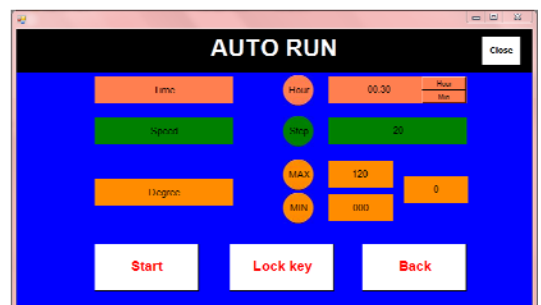 AUTO RUN
Close
Time
Hour
00.30
Hour
Min
Speed
Step
20
Degree
MAX
120
0
MIN
000
Start
Lock key
Back